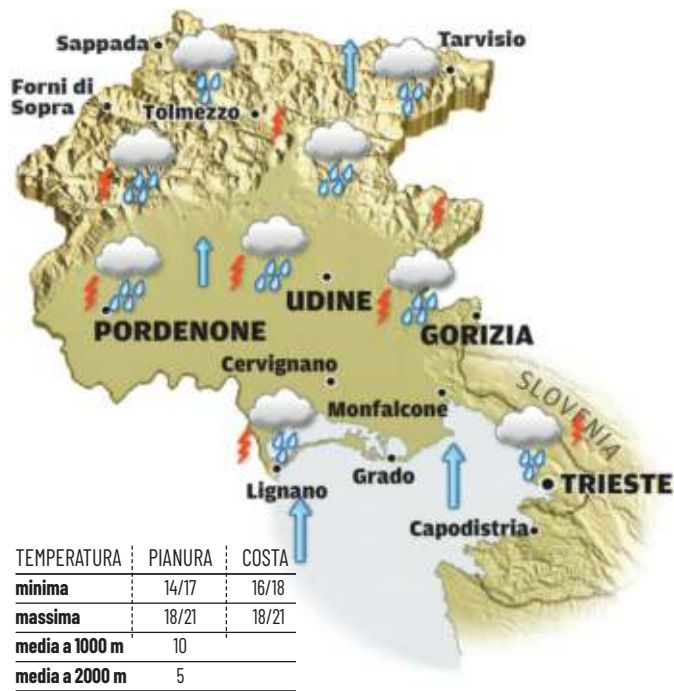 Sappada
Tarvisio
Forni di
Sopra
Tolmezzo
UDINE
PORDENONE
GORIZIA
Cervignano
SLOVENIA
Monfalcone
Grado
Lignano
TRIESTE
Capodistria
TEMPERATURA PIANURA COSTA
minima 14/17 16/18
massima 18/21 18/21
media a 1000 m 10
media a 2000 m 5